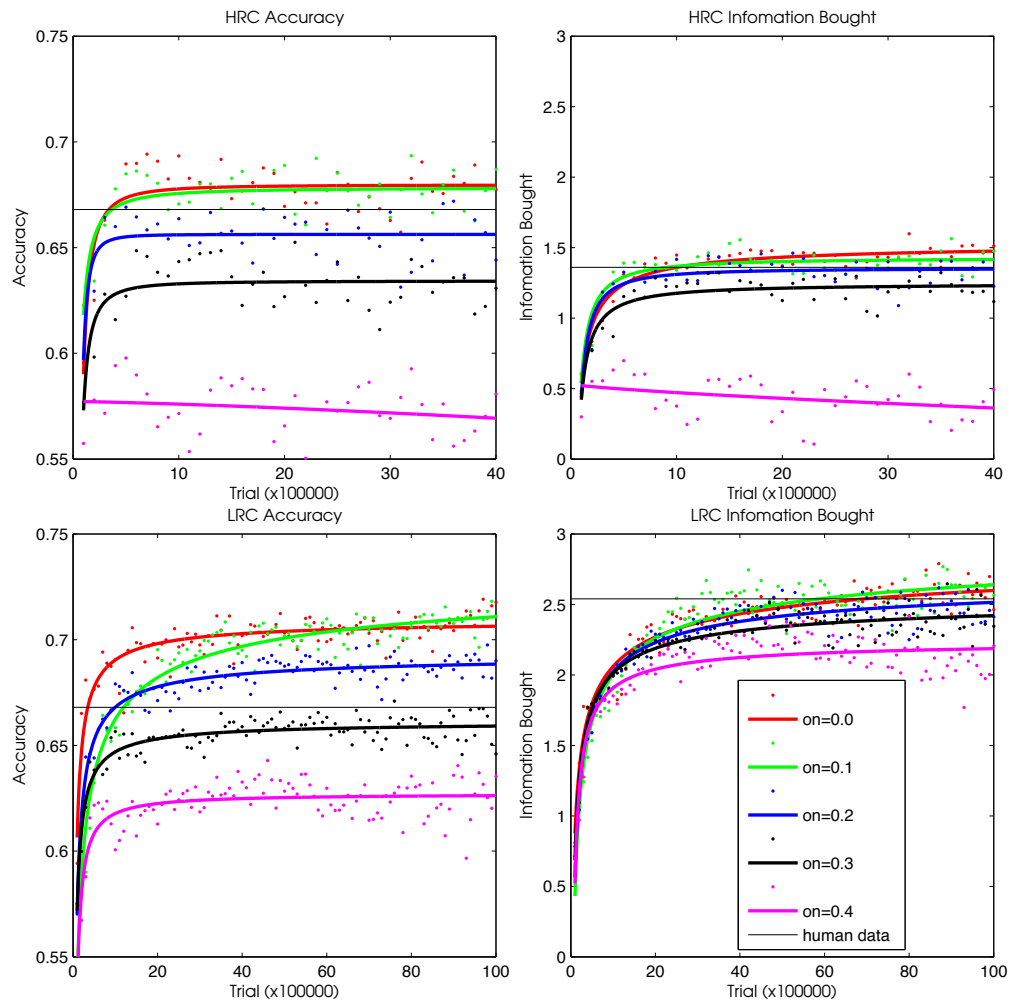 HRC Accuracy
HRC Infomation Bought
0.75
0.7
0.65
0.6
0.55
Accuracy
0
10
20
30
40
Trial (x100000)
3
2.5
2
1.5
1
0.5
0
Infomation Bought
0
10
20
30
40
Trial (x100000)
LRC Accuracy
LRC Infomation Bought
0.75
0.7
0.65
0.6
0.55
Accuracy
0
20
40
60
80
100
Trial (x100000)
3
2.5
2
1.5
1
0.5
0
Infomation Bought
0
20
40
60
80
100
Trial (x100000)
on=0.0
on=0.1
on=0.2
on=0.3
on=0.4
human data